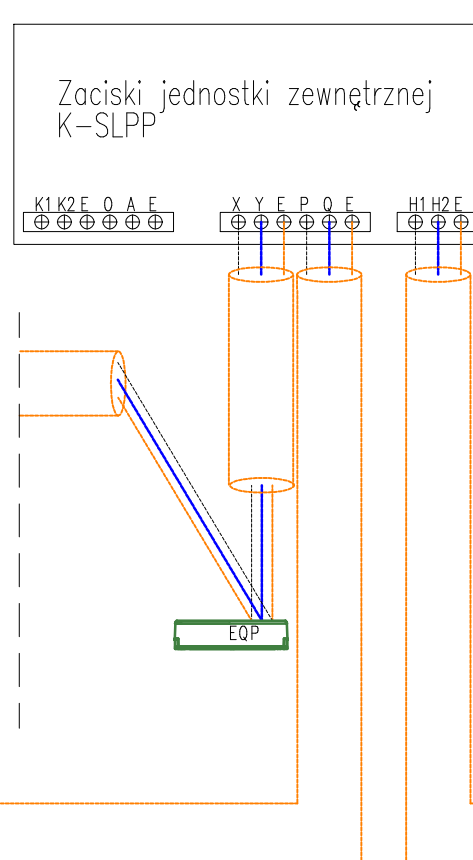 Zaciski jednostki zewnętrznej
K-SLPP
K1 K2 E O A E X Y E P Q E H1 H2 E
EQP